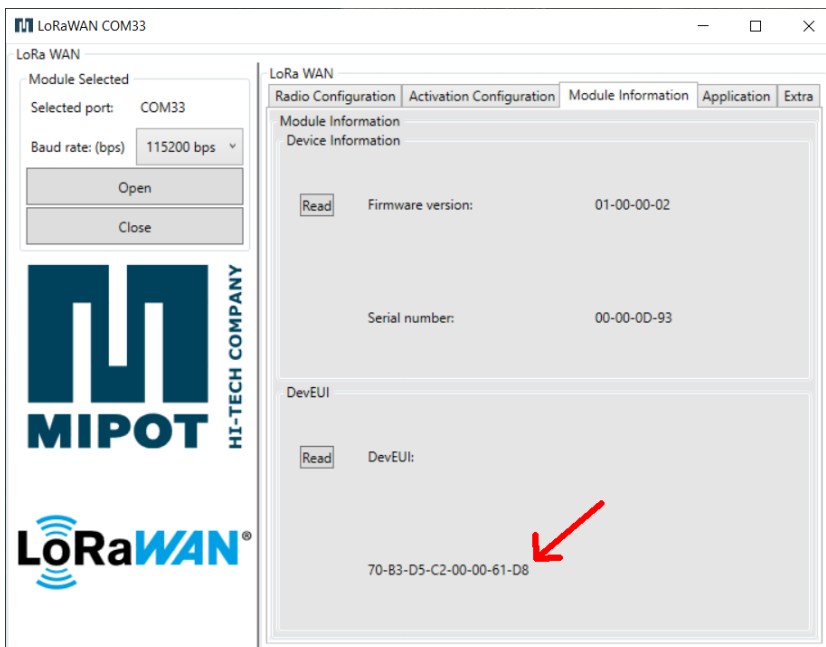 LoRaWAN COM33
LoRa WAN
Module Selected
Selected port: COM33
Baud rate: (bps) 115200 bps
Open
Close
MIPOT
HI-TECH COMPANY
LoRaWAN®
LoRa WAN
Radio Configuration Activation Configuration Module Information Application Extra
Module Information
Device Information
Read Firmware version: 01-00-00-02
Serial number: 00-00-0D-93
DevEUI
Read DevEUI:
70-B3-D5-C2-00-00-61-D8